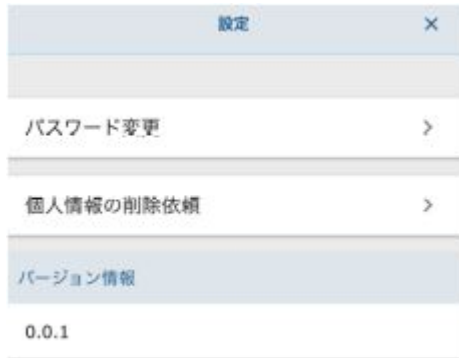 設定 ×
パスワード変更 >
個人情報の削除依頼 >
バージョン情報
0.0.1